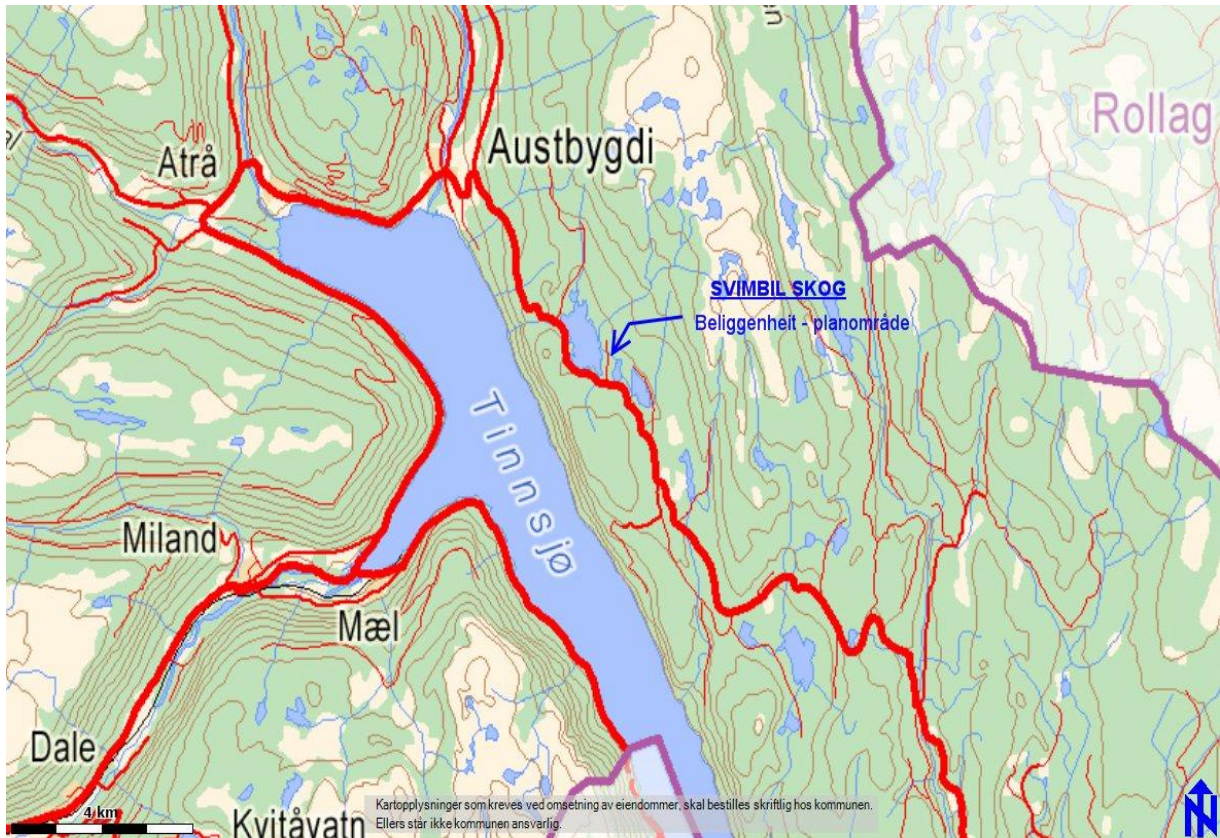 Rollag
Austbygdi
Atrå
SVIMBIL SKOG
Beliggenheit - planområde
Tinnsjø
Miland
Mæl
Dale
4 km
Kvitåvatn
Kartopplysninger som kreves ved omsetning av eiendommer, skal bestilles skriftlig hos kommunen.
Ellers står ikke kommunen ansvarlig.
N